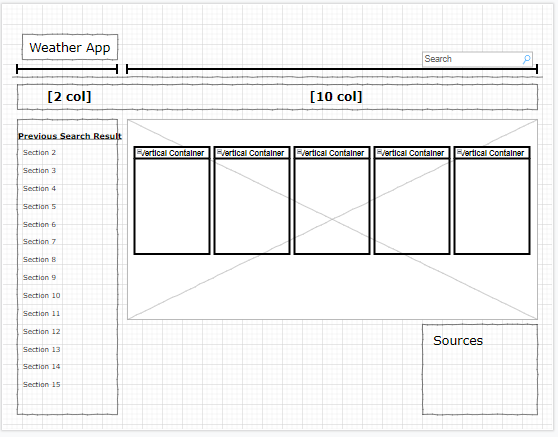 Weather App
Search
[2 col]
[10 col]
Previous Search Result
Section 2
Section 3
Section 4
Section 5
Section 6
Section 7
Section 8
Section 9
Section 10
Section 11
Section 12
Section 13
Section 14
Section 15
Vertical Container
Vertical Container
Vertical Container
Vertical Container
Vertical Container
Sources